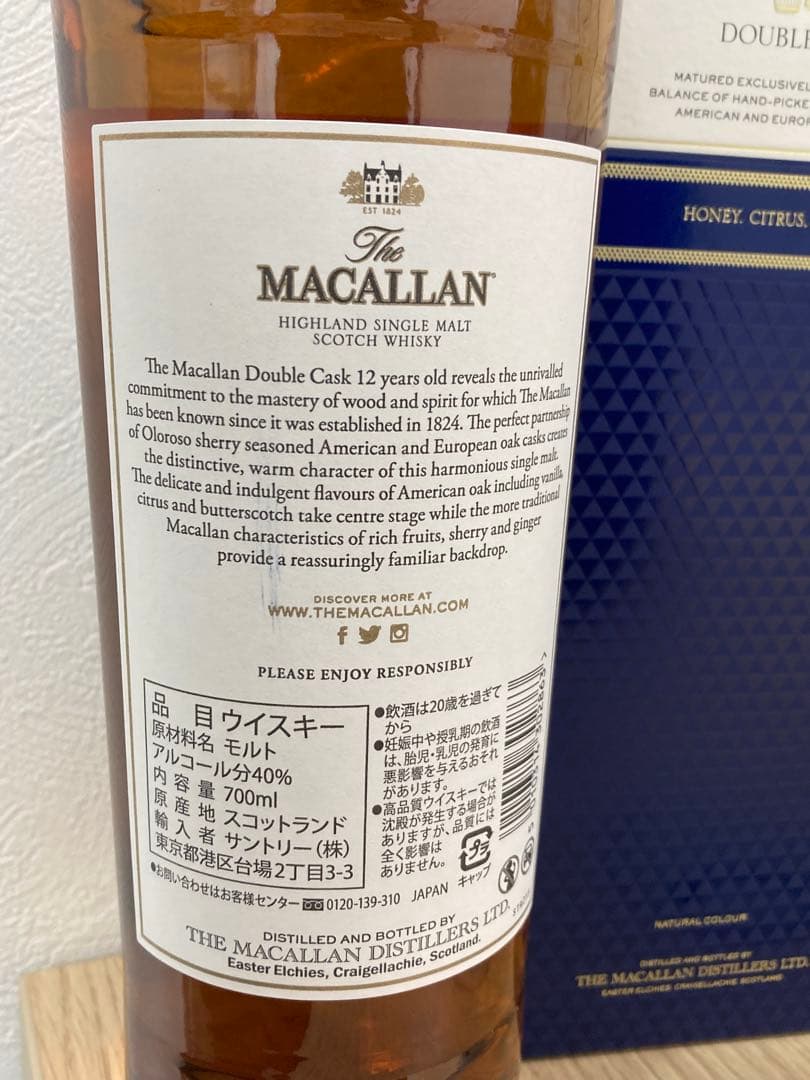 EST 1824
The
MACALLAN
HIGHLAND SINGLE MALT
SCOTCH WHISKY
The Macallan Double Cask 12 years old reveals the unrivalled
commitment to the mastery of wood and spirit for which The Macallan
has been known since it was established in 1824. The perfect partnership
of Oloroso sherry seasoned American and European oak casks creates
the distinctive, warm character of this harmonious single malt.
The delicate and indulgent flavours of American oak including vanilla,
citrus and butterscotch take centre stage while the more traditional
Macallan characteristics of rich fruits, sherry and ginger
provide a reassuringly familiar backdrop.
DISCOVER MORE AT
WWW.THEMACALLAN.COM
PLEASE ENJOY RESPONSIBLY
品目 ウイスキー
原材料名 モルト
アルコール分40%
内容量 700ml
原産地 スコットランド
輸入者 サントリー(株)
東京都港区台場2丁目3-3
●飲酒は20歳を過ぎて
から
●妊娠中や授乳期の飲酒
は、胎児・乳児の発育に
悪影響を与えるおそれ
があります。
●高品質ウイスキーでは
沈殿が発生する場合が
ありますが、品質には
全く影響は
ありません。
プラ
キャップ
●お問い合わせはお客様センター 0120-139-310 JAPAN
DISTILLED AND BOTTLED BY
THE MACALLAN DISTILLERS LTD.
Easter Elchies, Craigellachie, Scotland.
DOUBLE
MATURED EXCLUSIVEL
BALANCE OF HAND-PICKE
AMERICAN AND EUROP
HONEY. CITRUS.
NATURAL COLOUR
DISTILLED AND BOTTLED BY
THE MACALLAN DISTILLERS LTD.
EASTER ELCHIES CRAIGELLACHIE SCOTLAND